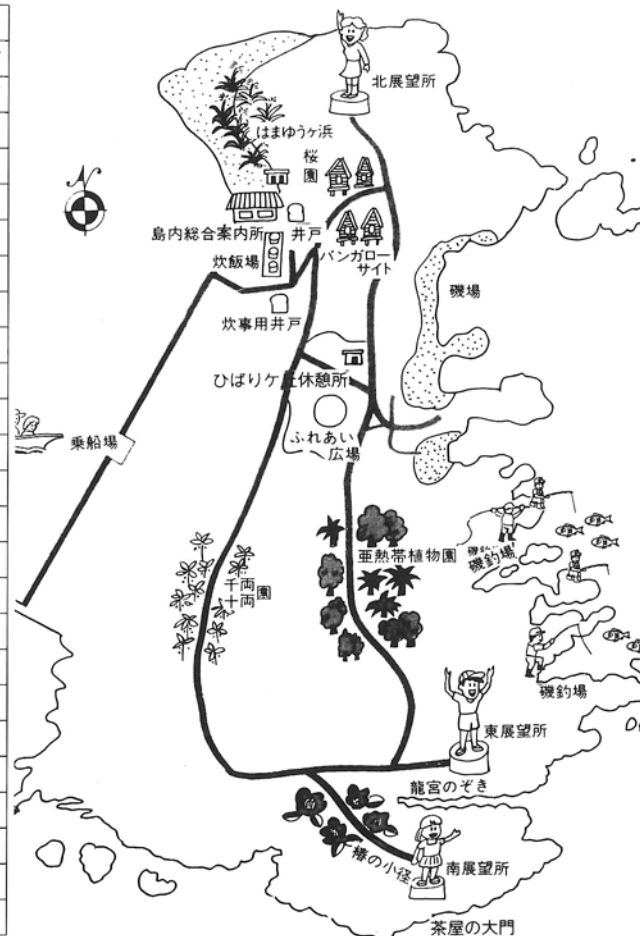 北展望所
はまゆうヶ浜
桜
園
N
島内総合案内所
井戸
バンガロー
サイト
炊飯場
磯場
炊事用井戸
ひばりケ丘休憩所
ふれあい
広場
乗船場
亜熱帯植物園
磯釣場
千両
十両
園
磯釣場
東展望所
龍宮のぞき
椿の小径
南展望所
茶屋の大門